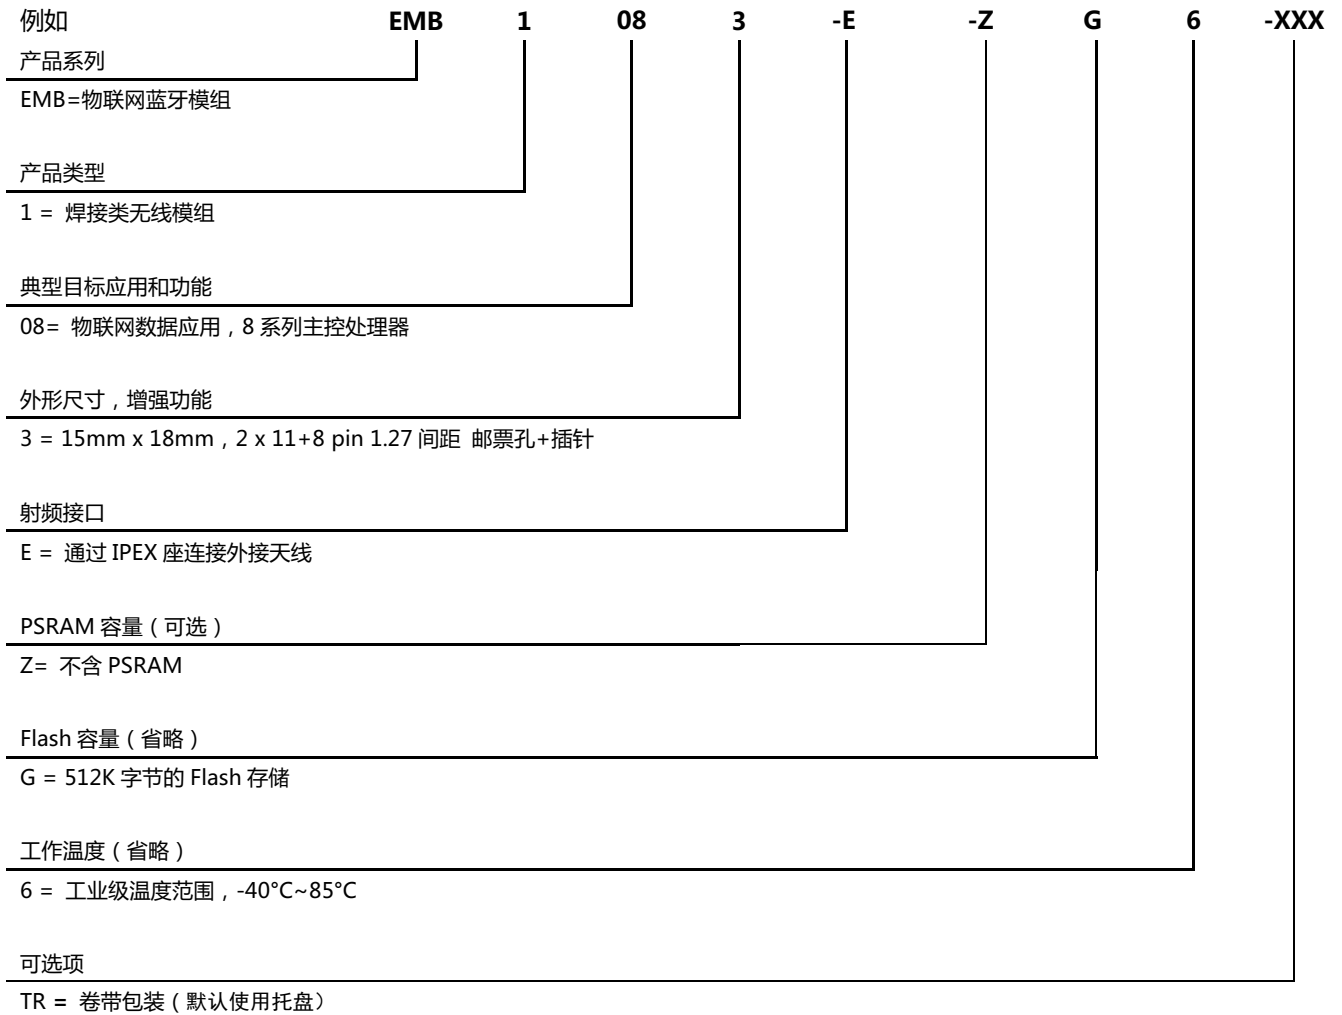 例如 EMB 1 08 3 -E -Z G 6 -XXX
产品系列
EMB=物联网蓝牙模组
产品类型
1 = 焊接类无线模组
典型目标应用和功能
08= 物联网数据应用，8 系列主控处理器
外形尺寸，增强功能
3 = 15mm x 18mm，2 x 11+8 pin 1.27 间距 邮票孔+插针
射频接口
E = 通过 IPEX 座连接外接天线
PSRAM 容量（可选）
Z= 不含 PSRAM
Flash 容量（省略）
G = 512K 字节的 Flash 存储
工作温度（省略）
6 = 工业级温度范围，-40°C~85°C
可选项
TR = 卷带包装（默认使用托盘）